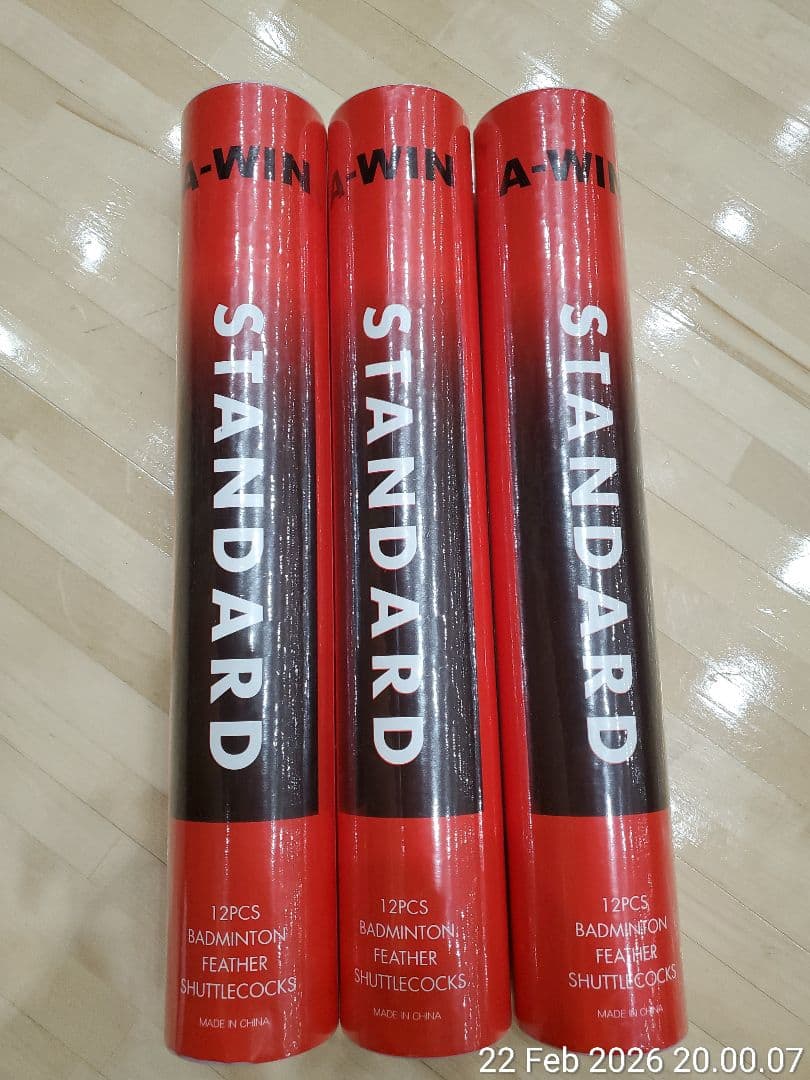 A-WIN
STANDARD
12PCS
BADMINTON
FEATHER
SHUTTLECOCKS
MADE IN CHINA
A-WIN
STANDARD
12PCS
BADMINTON
FEATHER
SHUTTLECOCKS
MADE IN CHINA
A-WIN
STANDARD
12PCS
BADMINTON
FEATHER
SHUTTLECOCKS
MADE IN CHINA
22 Feb 2026 20.00.07